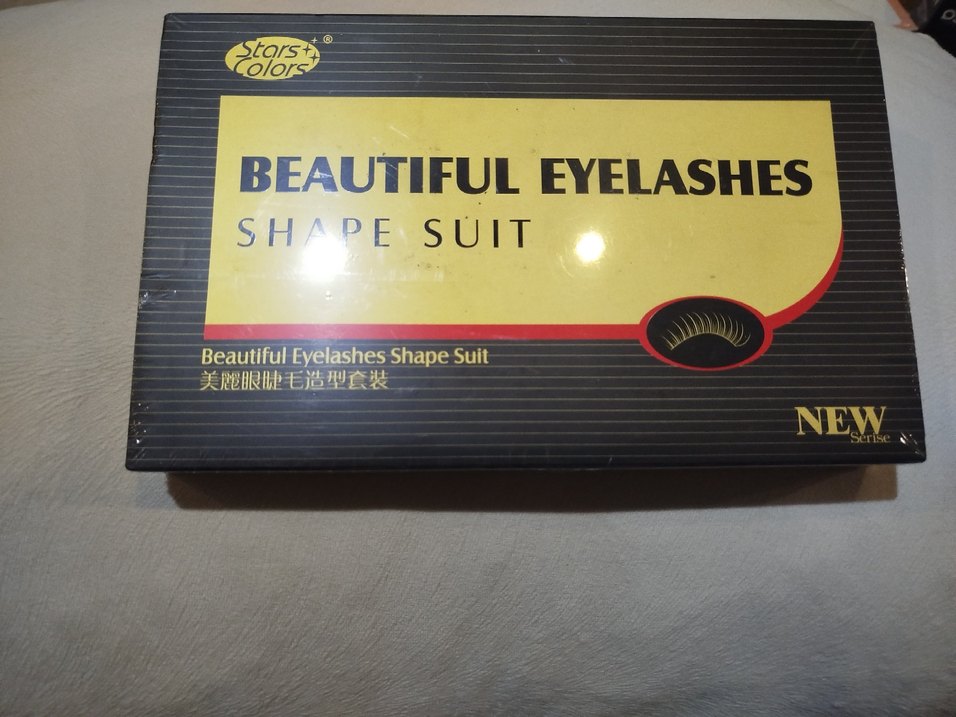 Stars
Colors
®
BEAUTIFUL EYELASHES
SHAPE SUIT
Beautiful Eyelashes Shape Suit
美麗眼睫毛造型套裝
NEW
Serise